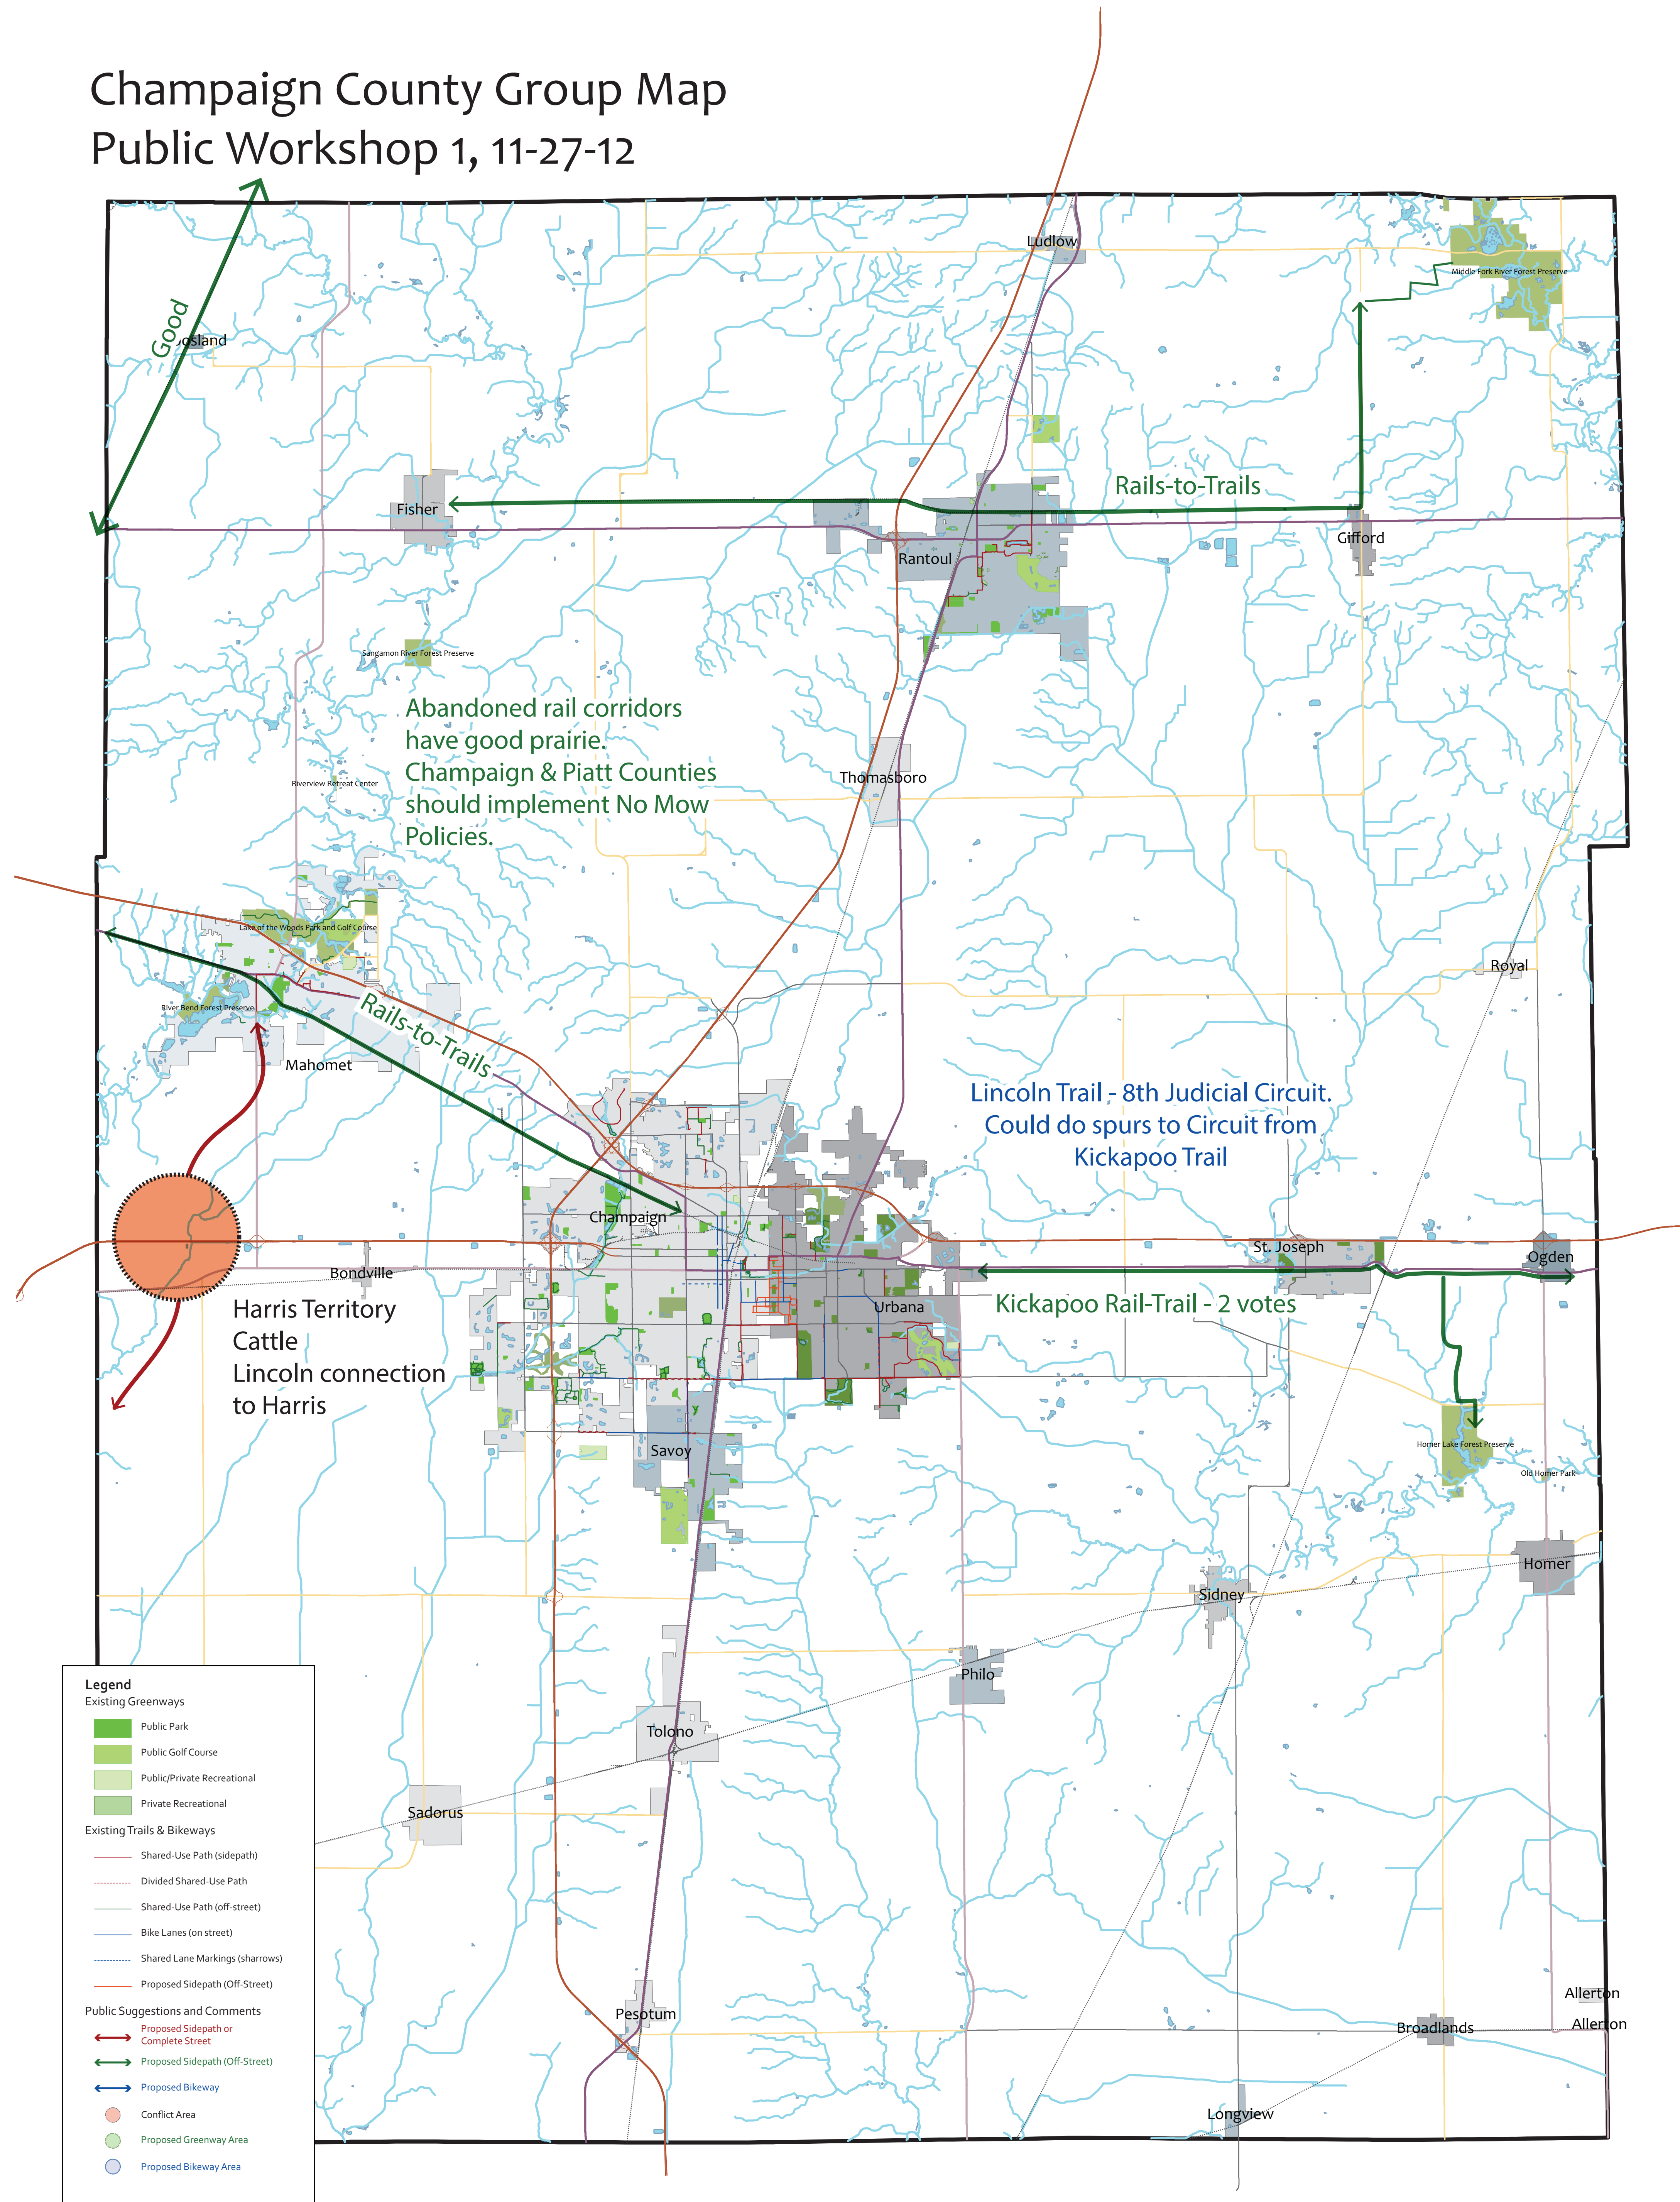 Champaign County Group Map
Public Workshop 1, 11-27-12
Ludlow
Middle Fork River Forest Preserve
Good
osland
Rails-to-Trails
Fisher
Gifford
Rantoul
Sangamon River Forest Preserve
Abandoned rail corridors
have good prairie.
Champaign & Piatt Counties
should implement No Mow
Policies.
Thomasboro
Riverview Retreat Center
Lake of the Woods Park and Golf Course
Royal
River Bend Forest Preserve
Rails-to-Trails
Mahomet
Lincoln Trail - 8th Judicial Circuit.
Could do spurs to Circuit from
Kickapoo Trail
Champaign
St. Joseph
Ogden
Bondville
Kickapoo Rail-Trail - 2 votes
Urbana
Harris Territory
Cattle
Lincoln connection
to Harris
Savoy
Homer Lake Forest Preserve
Old Homer Park
Homer
Sidney
Philo
Tolono
Sadorus
Pesotum
Allerton
Allerton
Broadlands
Longview
Legend
Existing Greenways
Public Park
Public Golf Course
Public/Private Recreational
Private Recreational
Existing Trails & Bikeways
Shared-Use Path (sidepath)
Divided Shared-Use Path
Shared-Use Path (off-street)
Bike Lanes (on street)
Shared Lane Markings (sharrows)
Proposed Sidepath (Off-Street)
Public Suggestions and Comments
Proposed Sidepath or
Complete Street
Proposed Sidepath (Off-Street)
Proposed Bikeway
Conflict Area
Proposed Greenway Area
Proposed Bikeway Area